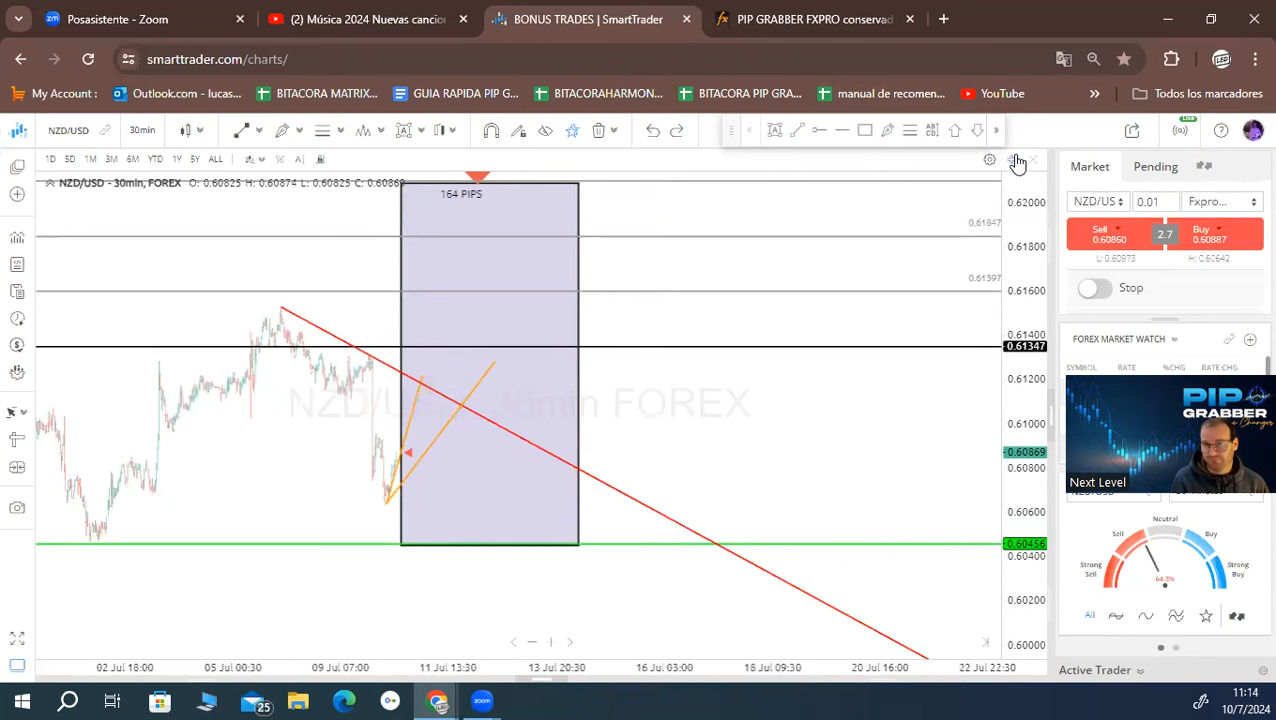 Posasistente - Zoom
(2) Música 2024 Nuevas cancio
BONUS TRADES | SmartTrader
PIP GRABBER FXPRO conservad
smarttrader.com/charts/
My Account :
Outlook.com - lucas...
BITACORA MATRIX...
GUIA RAPIDA PIP G...
BITACORAHARMON...
BITACORA PIP GRA...
manual de recomen...
YouTube
Todos los marcadores
NZD/USD
30min
ABCD
LIVE
1D 5D 1M 3M 6M YTD 1Y 5Y ALL
NZD/USD - 30min, FOREX O: 0.60825 H: 0.60874 L: 0.60825 C: 0.60869
164 PIPS
0.61847
0.61597
0.62000
0.61800
0.61600
0.61400
0.61347
0.61200
0.61000
0.60869
0.60800
0.60600
0.60456
0.60400
0.60200
0.60000
02 Jul 18:00
05 Jul 00:30
09 Jul 07:00
11 Jul 13:30
13 Jul 20:30
16 Jul 03:00
18 Jul 09:30
20 Jul 16:00
22 Jul 22:30
Market
Pending
NZD/US
0.01
Fxpro...
Sell
0.60860
2.7
Buy
0.60887
L: 0.60973
H: 0.60642
Stop
FOREX MARKET WATCH
SYMBOL RATE %CHG RATE CHG
PIP
GRABBER
Next Level
Neutral
Sell
Buy
Strong
Sell
Strong
Buy
64.3%
All
Active Trader
25
zoom
11:14
10/7/2024